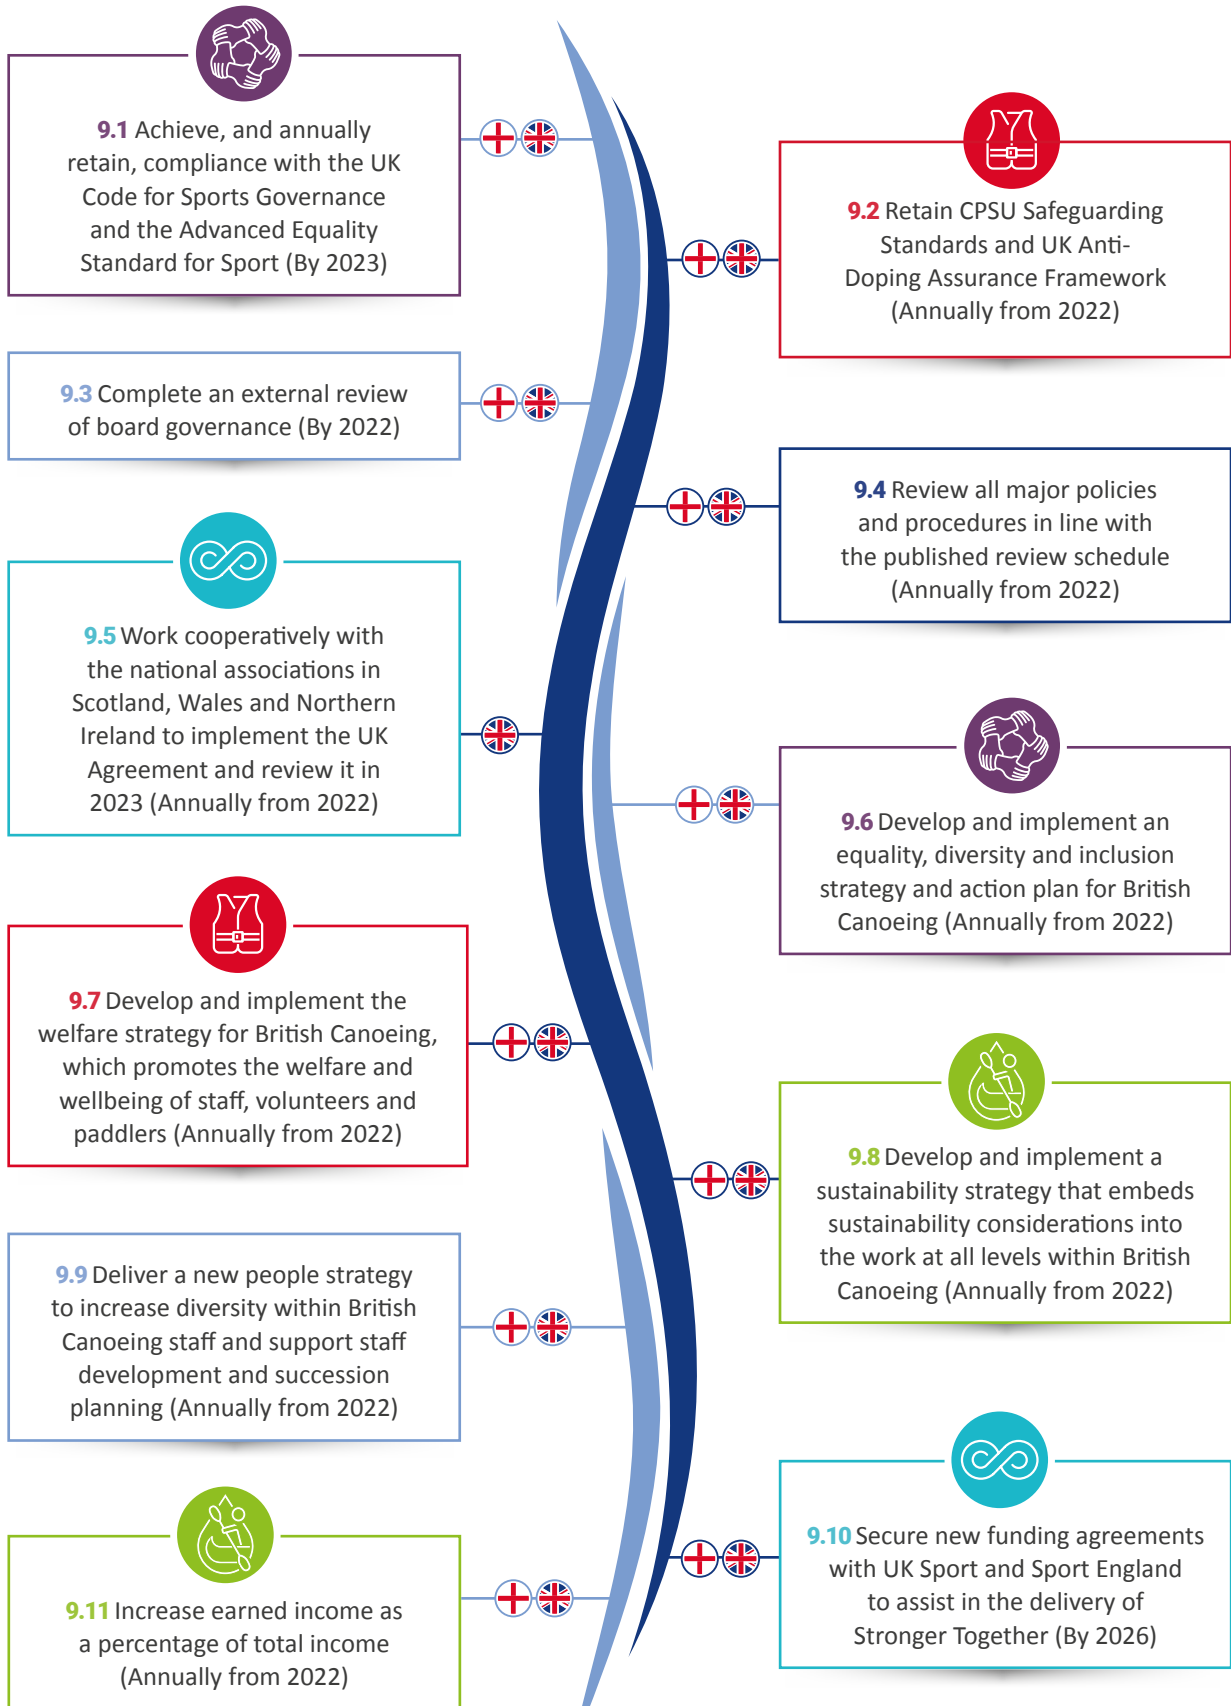 9.1 Achieve, and annually
retain, compliance with the UK
Code for Sports Governance
and the Advanced Equality
Standard for Sport (By 2023)
9.2 Retain CPSU Safeguarding
Standards and UK Anti-
Doping Assurance Framework
(Annually from 2022)
9.3 Complete an external review
of board governance (By 2022)
9.4 Review all major policies
and procedures in line with
the published review schedule
(Annually from 2022)
9.5 Work cooperatively with
the national associations in
Scotland, Wales and Northern
Ireland to implement the UK
Agreement and review it in
2023 (Annually from 2022)
9.6 Develop and implement an
equality, diversity and inclusion
strategy and action plan for British
Canoeing (Annually from 2022)
9.7 Develop and implement the
welfare strategy for British Canoeing,
which promotes the welfare and
wellbeing of staff, volunteers and
paddlers (Annually from 2022)
9.8 Develop and implement a
sustainability strategy that embeds
sustainability considerations into
the work at all levels within British
Canoeing (Annually from 2022)
9.9 Deliver a new people strategy
to increase diversity within British
Canoeing staff and support staff
development and succession
planning (Annually from 2022)
9.10 Secure new funding agreements
with UK Sport and Sport England
to assist in the delivery of
Stronger Together (By 2026)
9.11 Increase earned income as
a percentage of total income
(Annually from 2022)